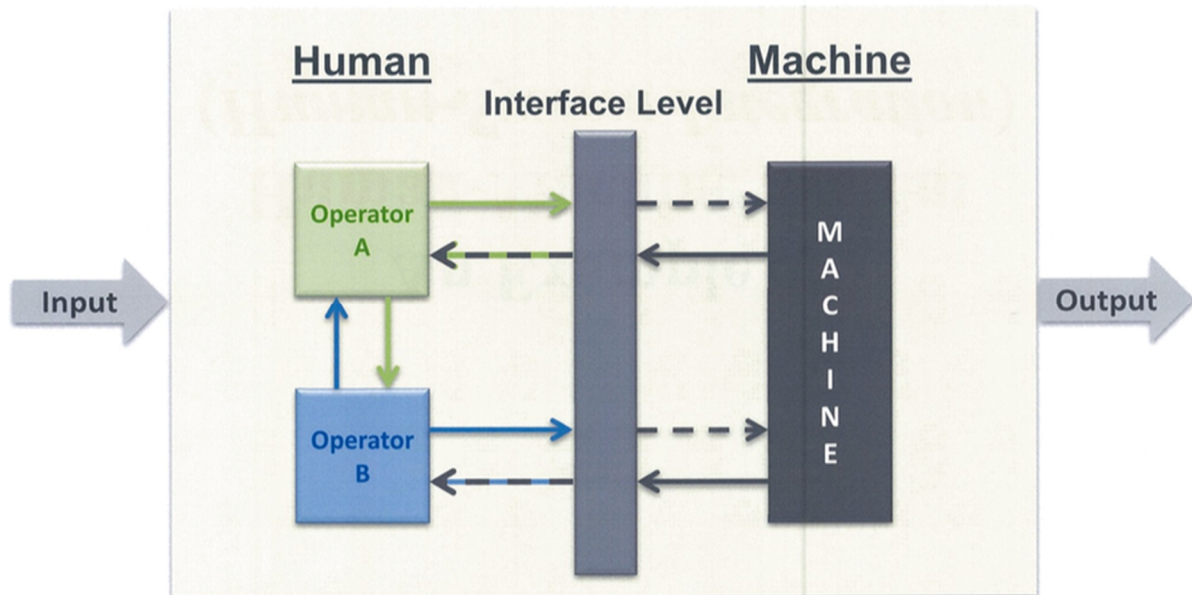 Human
Machine
Interface Level
Operator
A
Input
Output
Operator
B
M
A
C
H
I
N
E